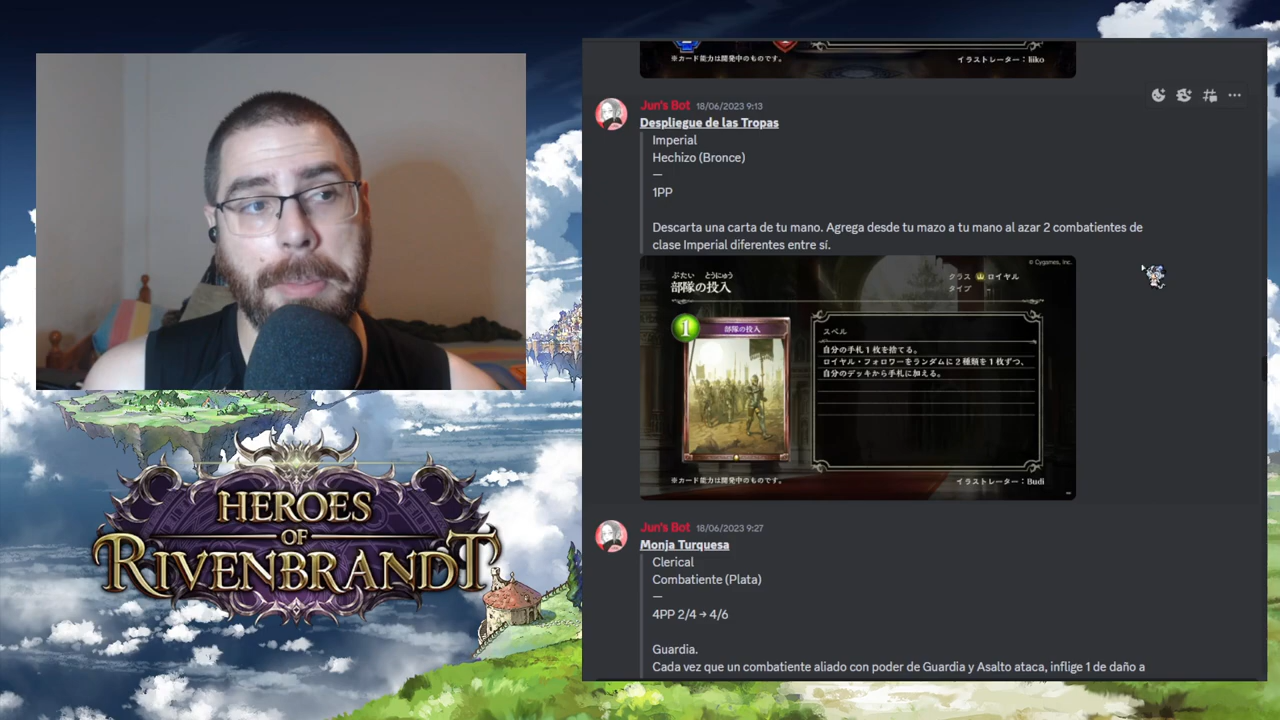 ※カード能力は開発中のものです。
イラストレーター：liiko
Jun's Bot 18/06/2023 9:13
Despliegue de las Tropas
Imperial
Hechizo (Bronce)
—
1PP
Descarta una carta de tu mano. Agrega desde tu mazo a tu mano al azar 2 combatientes de
clase Imperial diferentes entre sí.
© Cygames, Inc.
ぶたい とうにゅう
部隊の投入
クラス ロイヤル
タイプ -
1
部隊の投入
スペル
自分の手札1枚を捨てる。
ロイヤル・フォロワーをランダムに2種類を1枚ずつ、
自分のデッキから手札に加える。
※カード能力は開発中のものです。
イラストレーター：Budi
Jun's Bot 18/06/2023 9:27
Monja Turquesa
Clerical
Combatiente (Plata)
—
4PP 2/4 → 4/6
Guardia.
Cada vez que un combatiente aliado con poder de Guardia y Asalto ataca, inflige 1 de daño a
HEROES
OF
RIVENBRANDT